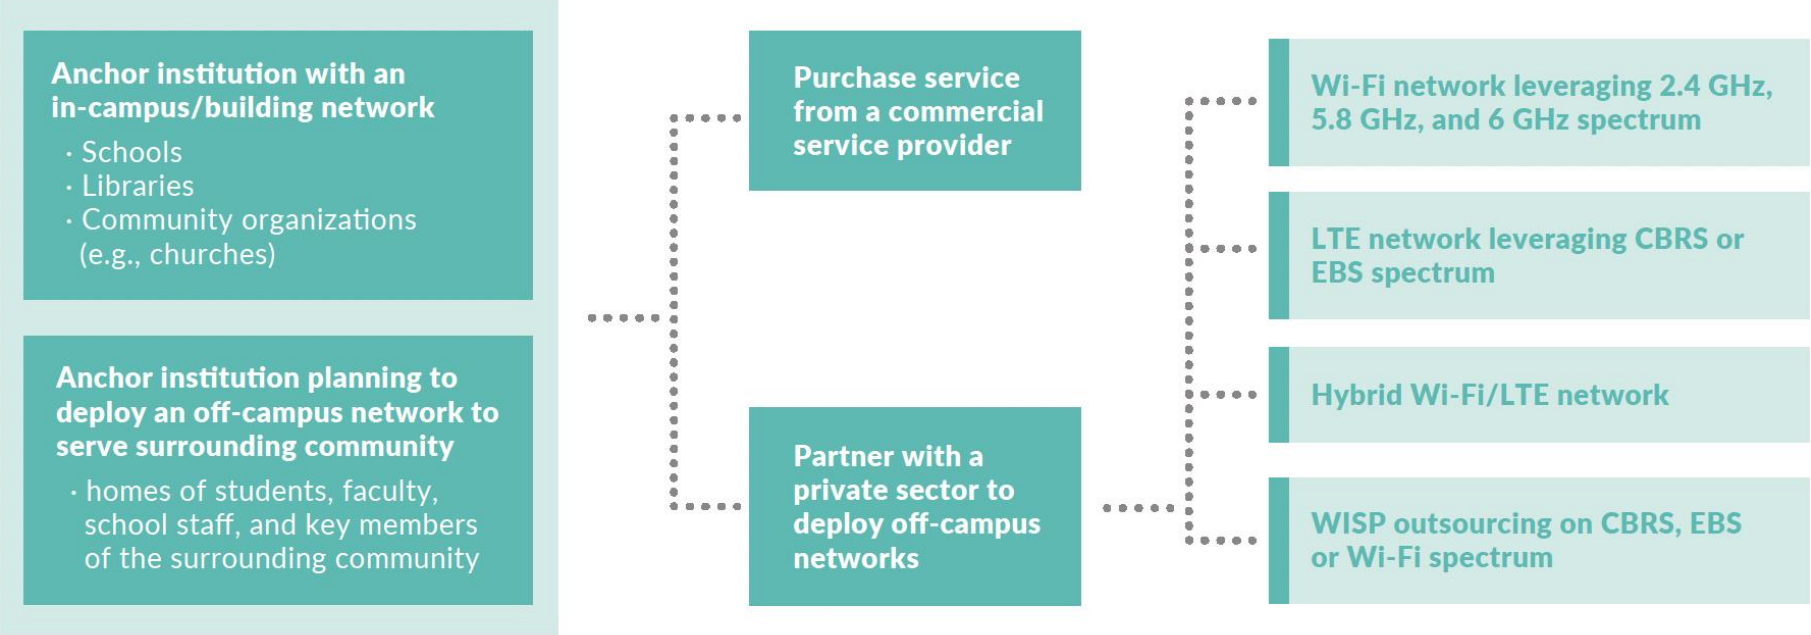 Anchor institution with an
in-campus/building network
· Schools
· Libraries
· Community organizations
(e.g., churches)
Anchor institution planning to
deploy an off-campus network to
serve surrounding community
· homes of students, faculty,
school staff, and key members
of the surrounding community
Purchase service
from a commercial
service provider
Partner with a
private sector to
deploy off-campus
networks
Wi-Fi network leveraging 2.4 GHz,
5.8 GHz, and 6 GHz spectrum
LTE network leveraging CBRS or
EBS spectrum
Hybrid Wi-Fi/LTE network
WISP outsourcing on CBRS, EBS
or Wi-Fi spectrum